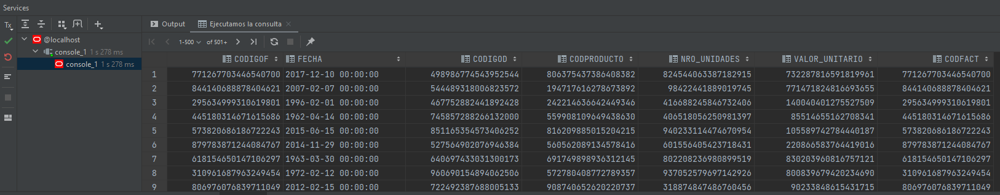 Services
Tx
Output
Ejecutamos la consulta
@localhost
console_1 1 s 278 ms
console_1 1 s 278 ms
1-500 of 501+
CODIGOF FECHA CODIGOD CODPRODUCTO NRO_UNIDADES VALOR_UNITARIO CODFACT
1 771267703446540700 2017-12-10 00:00:00 498986774543952544 806375437386408382 824544063387182915 732287816591819961 771267703446540700
2 844140688878404621 2007-02-07 00:00:00 544489318006823572 194717616278673892 98422441889019745 771471824816693655 844140688878404621
3 295634999310619801 1996-02-01 00:00:00 467752882441892428 242214636642449346 416688245846732406 140040401275527509 295634999310619801
4 445180314671615686 1962-04-14 00:00:00 745857288266132000 559908109649438630 406518056250981397 85514655162708341 445180314671615686
5 573820686186722243 2015-06-15 00:00:00 851165354573406252 816209885015204215 940233114474670954 105589742784440187 573820686186722243
6 879783871244084767 2014-11-29 00:00:00 527564902076946384 560562089134578416 601556405423718431 220866583764419016 879783871244084767
7 618154650147106297 1963-03-30 00:00:00 640697433031300173 691749898936312145 802208236980899519 830203960816757121 618154650147106297
8 310961687963249454 1972-02-12 00:00:00 960690154894062506 572780408772789357 937052579697142926 800839679420234690 310961687963249454
9 806976076839711049 2012-02-15 00:00:00 722492387688005133 908740652620220737 318874847486760456 90233848615431715 806976076839711049